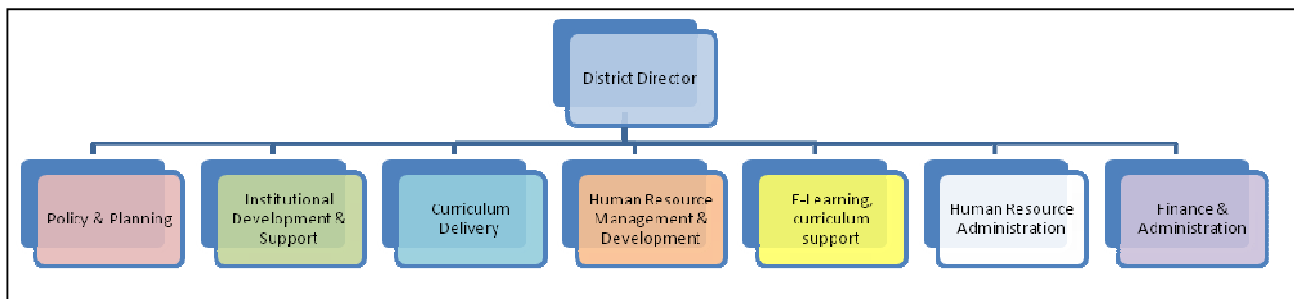 District Director
Policy & Planning
Institutional
Development &
Support
Curriculum
Delivery
Human Resource
Management &
Development
E-Learning,
curriculum
support
Human Resource
Administration
Finance &
Administration